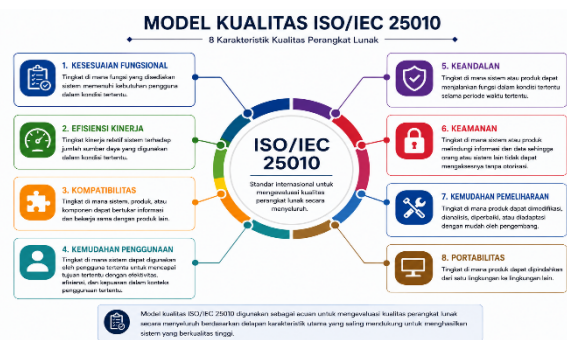 MODEL KUALITAS ISO/IEC 25010
8 Karakteristik Kualitas Perangkat Lunak
1. KESESUAIAN FUNGSIONAL
Tingkat di mana fungsi yang disediakan
sistem memenuhi kebutuhan pengguna
dalam kondisi tertentu.
2. EFISIENSI KINERJA
Tingkat kinerja relatif sistem terhadap
jumlah sumber daya yang digunakan
dalam kondisi tertentu.
3. KOMPATIBILITAS
Tingkat di mana sistem, produk, atau
komponen dapat bertukar informasi
dan bekerja sama dengan produk lain.
4. KEMUDAHAN PENGGUNAAN
Tingkat di mana sistem dapat digunakan
oleh pengguna tertentu untuk mencapai
tujuan tertentu dengan efektivitas,
efisiensi, dan kepuasan dalam konteks
penggunaan tertentu.
ISO/IEC
25010
Standar internasional untuk
mengevaluasi kualitas
perangkat lunak secara
menyeluruh.
5. KEANDALAN
Tingkat di mana sistem atau produk dapat
menjalankan fungsi dalam kondisi tertentu
selama periode waktu tertentu.
6. KEAMANAN
Tingkat di mana sistem atau produk
melindungi informasi dan data sehingga
orang atau sistem lain tidak dapat
mengaksesnya tanpa otorisasi.
7. KEMUDAHAN PEMELIHARAAN
Tingkat di mana produk dapat dimodifikasi,
dianalisis, diperbaiki, atau diadaptasi
dengan mudah oleh pengembang.
8. PORTABILITAS
Tingkat di mana produk dapat dipindahkan
dari satu lingkungan ke lingkungan lain.
Model kualitas ISO/IEC 25010 digunakan sebagai acuan untuk mengevaluasi kualitas perangkat lunak
secara menyeluruh berdasarkan delapan karakteristik utama yang saling mendukung untuk menghasilkan
sistem yang berkualitas tinggi.